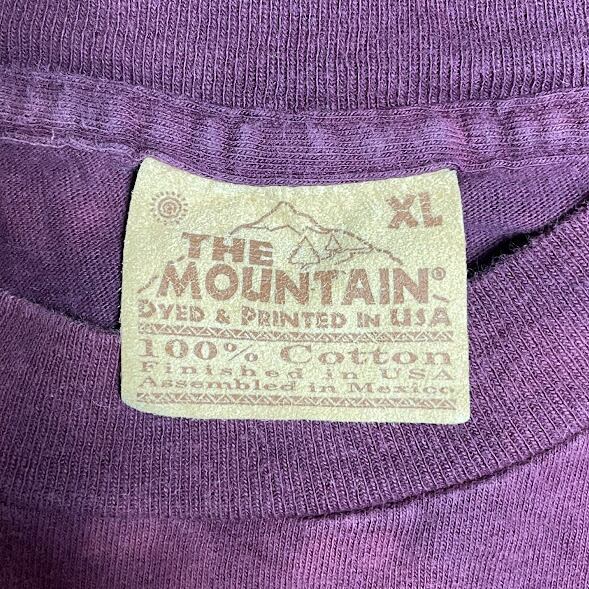 XL
THE
MOUNTAIN®
DYED & PRINTED IN USA
100% Cotton
Finished in USA
Assembled in Mexico